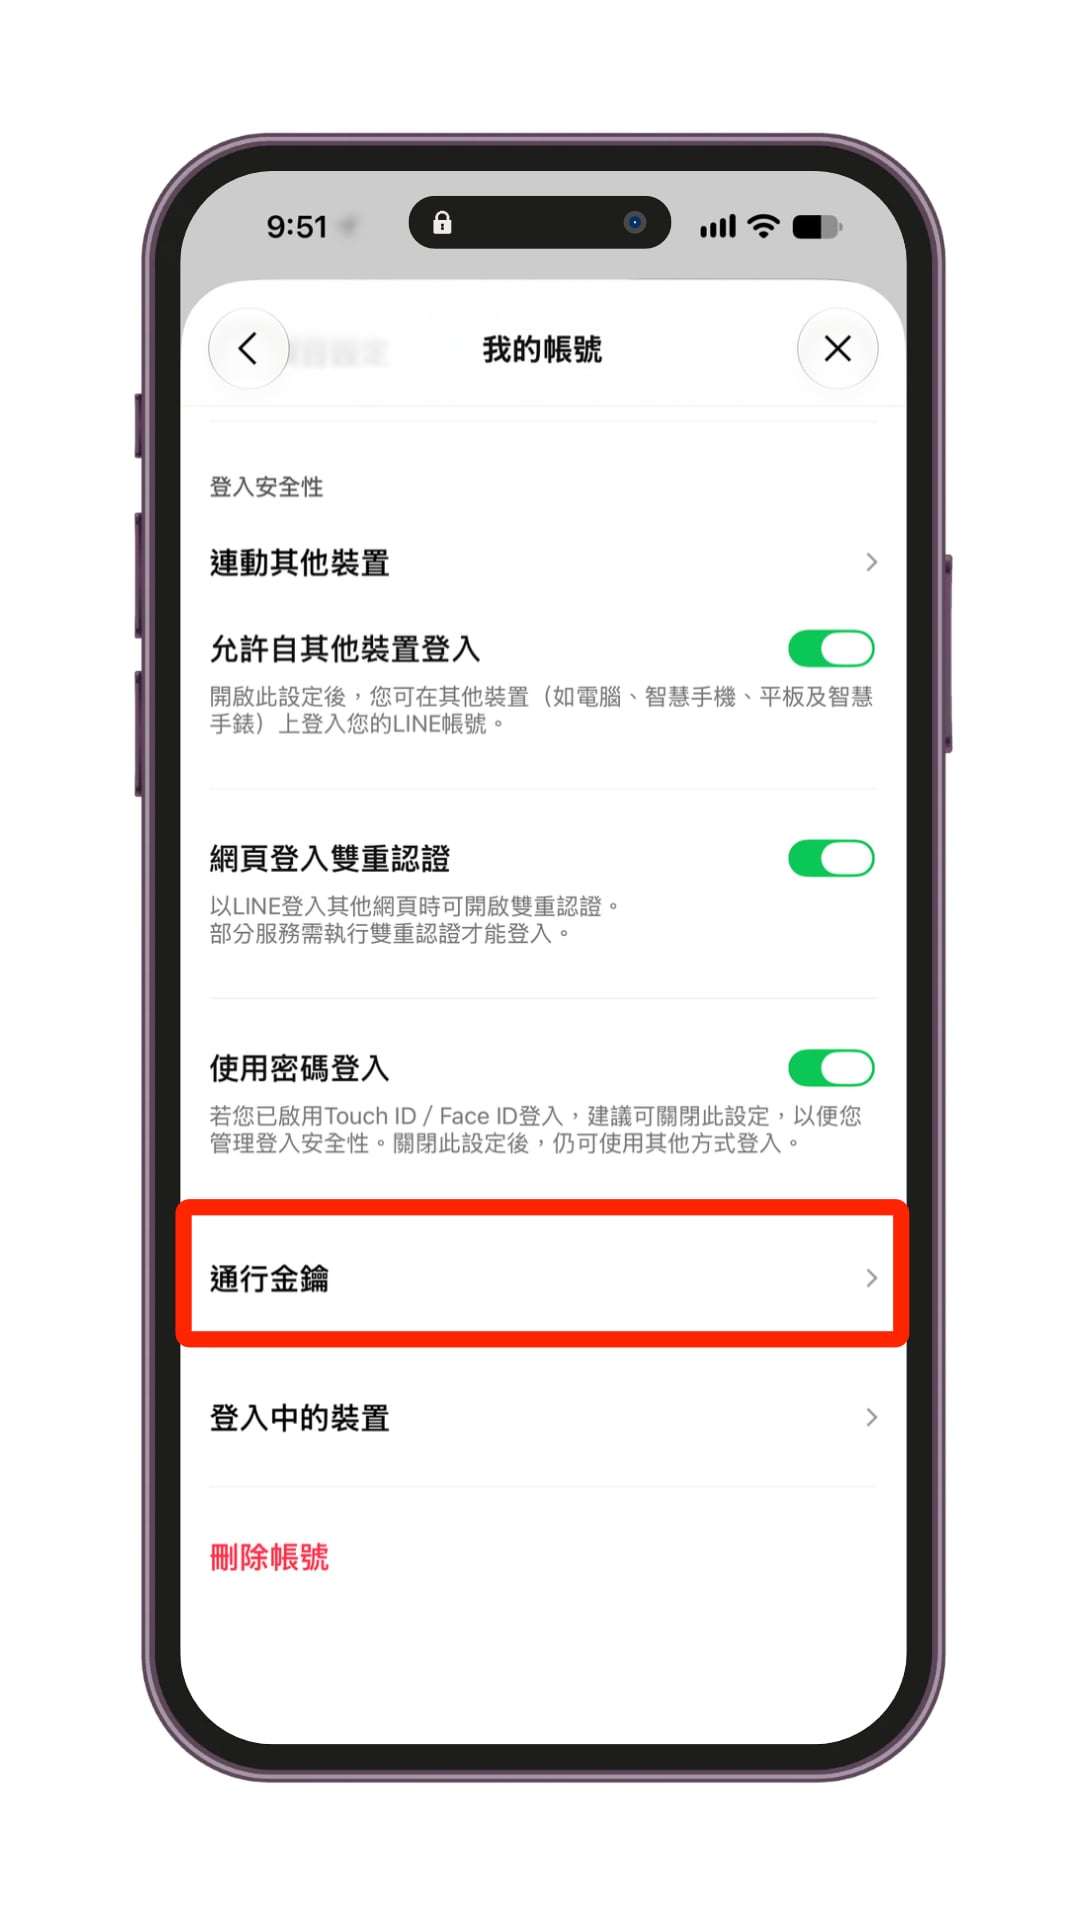 9:51
我的帳號
登入安全性
連動其他裝置
允許自其他裝置登入
開啟此設定後，您可在其他裝置（如電腦、智慧手機、平板及智慧
手錶）上登入您的LINE帳號。
網頁登入雙重認證
以LINE登入其他網頁時可開啟雙重認證。
部分服務需執行雙重認證才能登入。
使用密碼登入
若您已啟用Touch ID / Face ID登入，建議可關閉此設定，以便您
管理登入安全性。關閉此設定後，仍可使用其他方式登入。
通行金鑰
登入中的裝置
刪除帳號